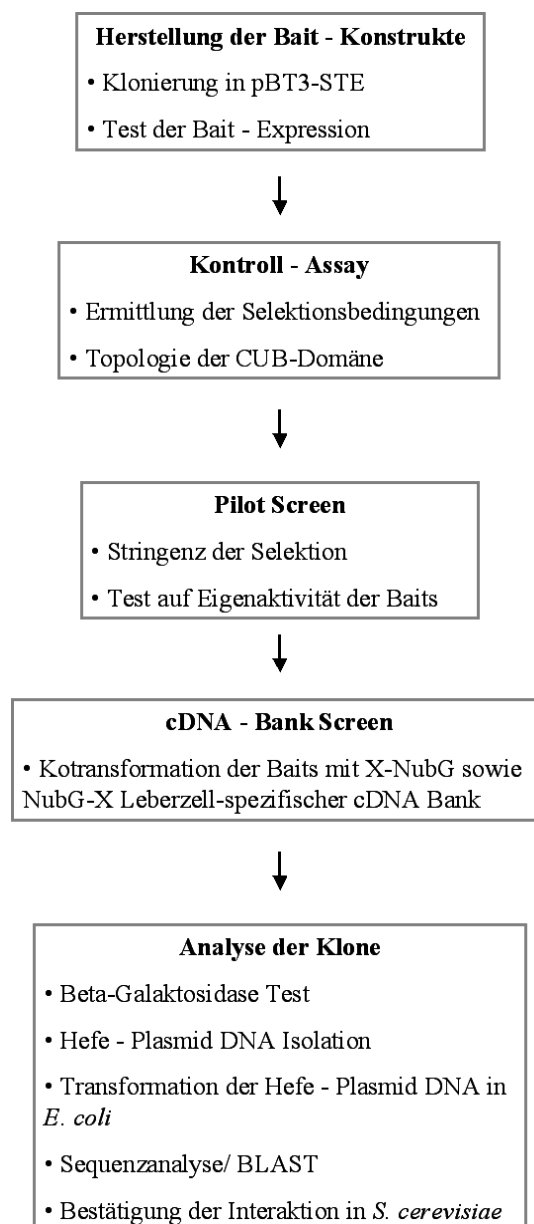 Herstellung der Bait - Konstrukte
• Klonierung in pBT3-STE
• Test der Bait - Expression
Kontroll - Assay
• Ermittlung der Selektionsbedingungen
• Topologie der CUB-Domäne
Pilot Screen
• Stringenz der Selektion
• Test auf Eigenaktivität der Baits
cDNA - Bank Screen
• Kotransformation der Baits mit X-NubG sowie
NubG-X Leberzell-spezifischer cDNA Bank
Analyse der Klone
• Beta-Galaktosidase Test
• Hefe - Plasmid DNA Isolation
• Transformation der Hefe - Plasmid DNA in
E. coli
• Sequenzanalyse/ BLAST
• Bestätigung der Interaktion in S. cerevisiae